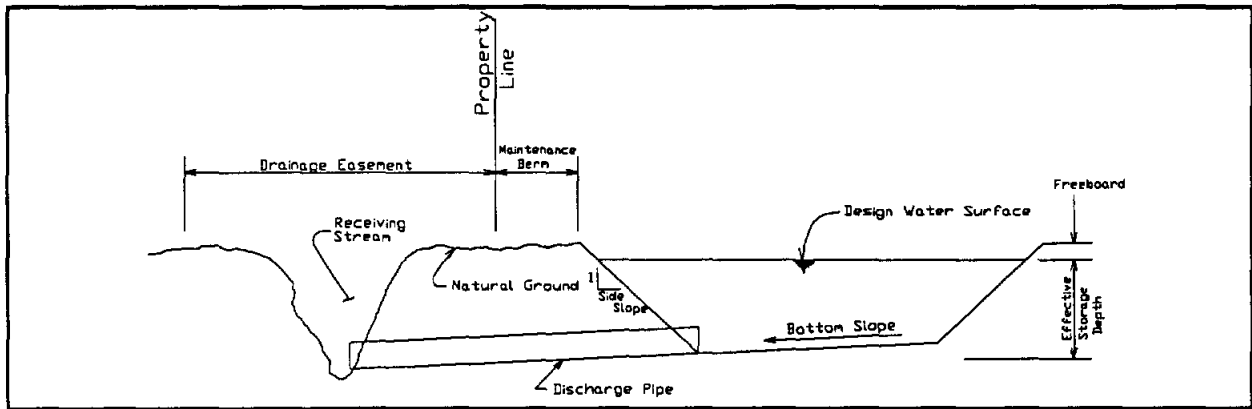 Property
Line
Drainage Easement
Maintenance
Berm
Freeboard
Receiving
Stream
Design Water Surface
Natural Ground
1
Side
Slope
Bottom Slope
Effective
Storage
Depth
Discharge Pipe